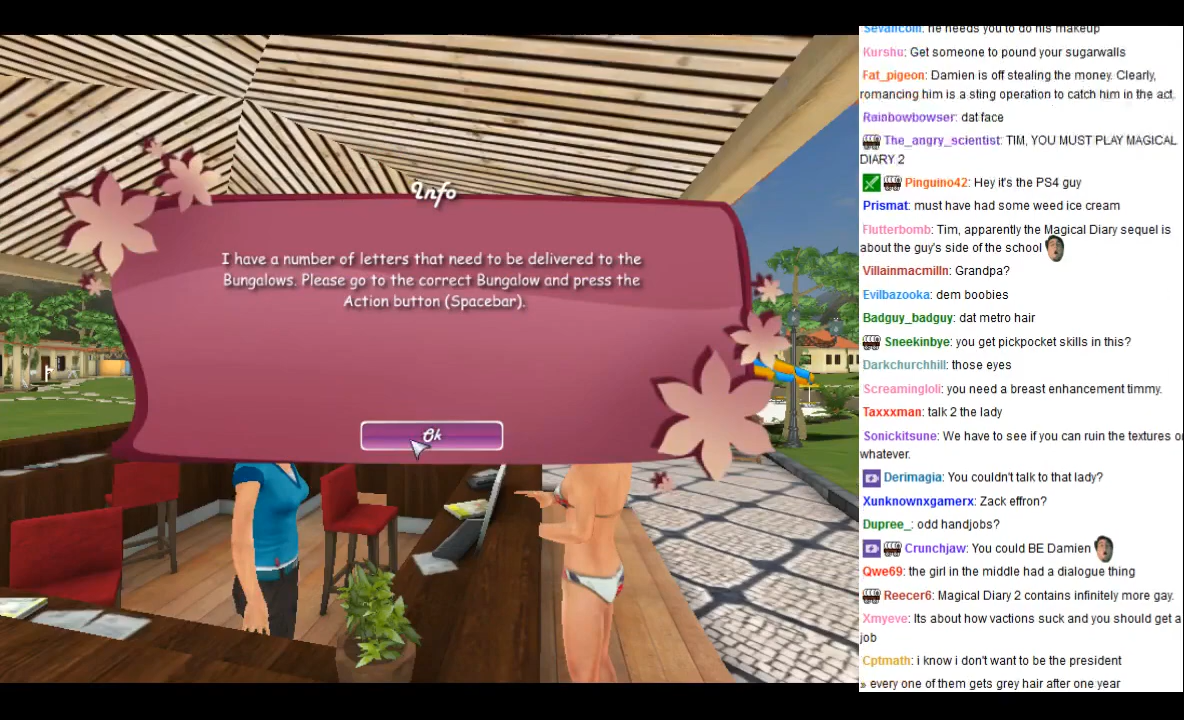 Info
I have a number of letters that need to be delivered to the
Bungalows. Please go to the correct Bungalow and press the
Action button (Spacebar).
Ok
Sevancolil: he needs you to do his makeup
Kurshu: Get someone to pound your sugarwalls
Fat_pigeon: Damien is off stealing the money. Clearly,
romancing him is a sting operation to catch him in the act.
Rainbowbowser: dat face
The_angry_scientist: TIM, YOU MUST PLAY MAGICAL
DIARY 2
Pinguino42: Hey it's the PS4 guy
Prismat: must have had some weed ice cream
Flutterbomb: Tim, apparently the Magical Diary sequel is
about the guy's side of the school
Villainmacmilln: Grandpa?
Evilbazooka: dem boobies
Badguy_badguy: dat metro hair
Sneekinbye: you get pickpocket skills in this?
Darkchurchhill: those eyes
Screamingloli: you need a breast enhancement timmy.
Taxxxman: talk 2 the lady
Sonickitsune: We have to see if you can ruin the textures or
whatever.
Derimagia: You couldn't talk to that lady?
Xunknownxgamerx: Zack effron?
Dupree_: odd handjobs?
Crunchjaw: You could BE Damien
Qwe69: the girl in the middle had a dialogue thing
Reecer6: Magical Diary 2 contains infinitely more gay.
Xmyeve: Its about how vactions suck and you should get a
job
Cptmath: i know i don't want to be the president
» every one of them gets grey hair after one year